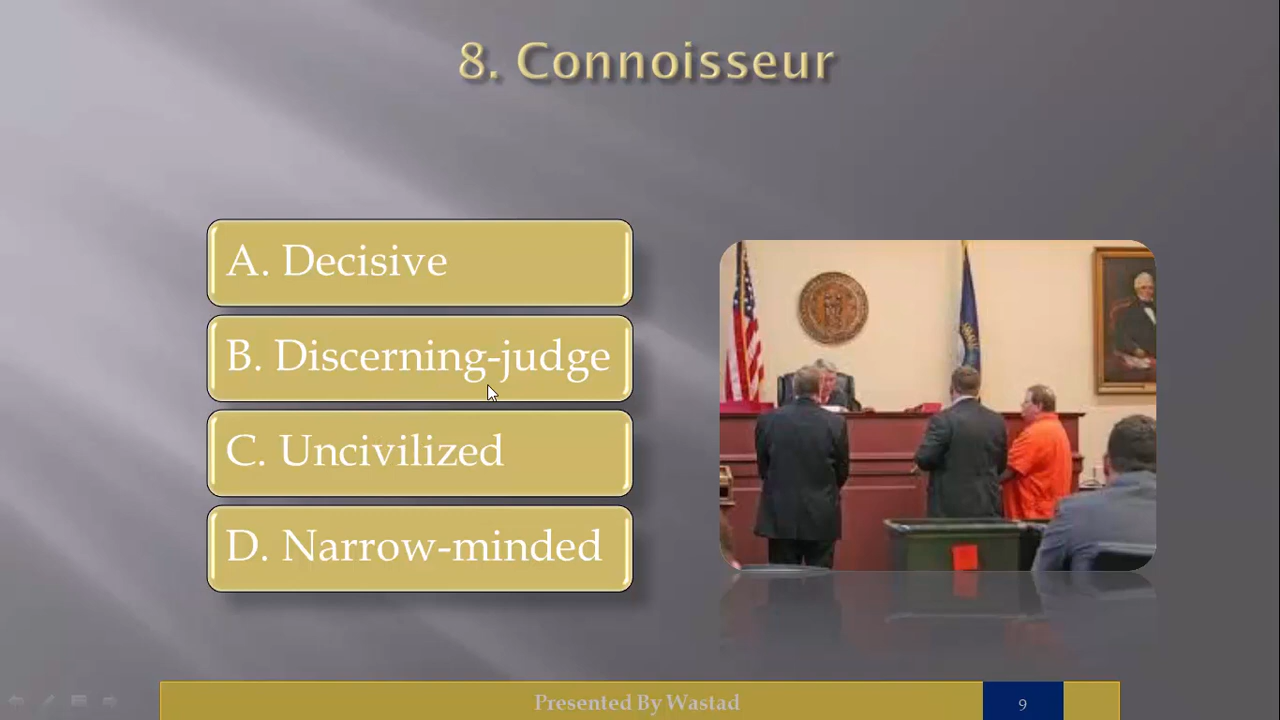 8. Connoisseur
A. Decisive
B. Discerning-judge
C. Uncivilized
D. Narrow-minded
Presented By Wastad
9